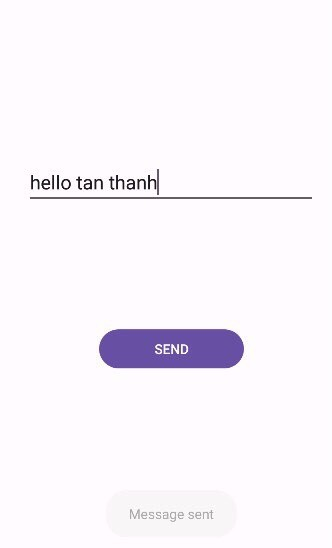 hello tan thanh
SEND
Message sent